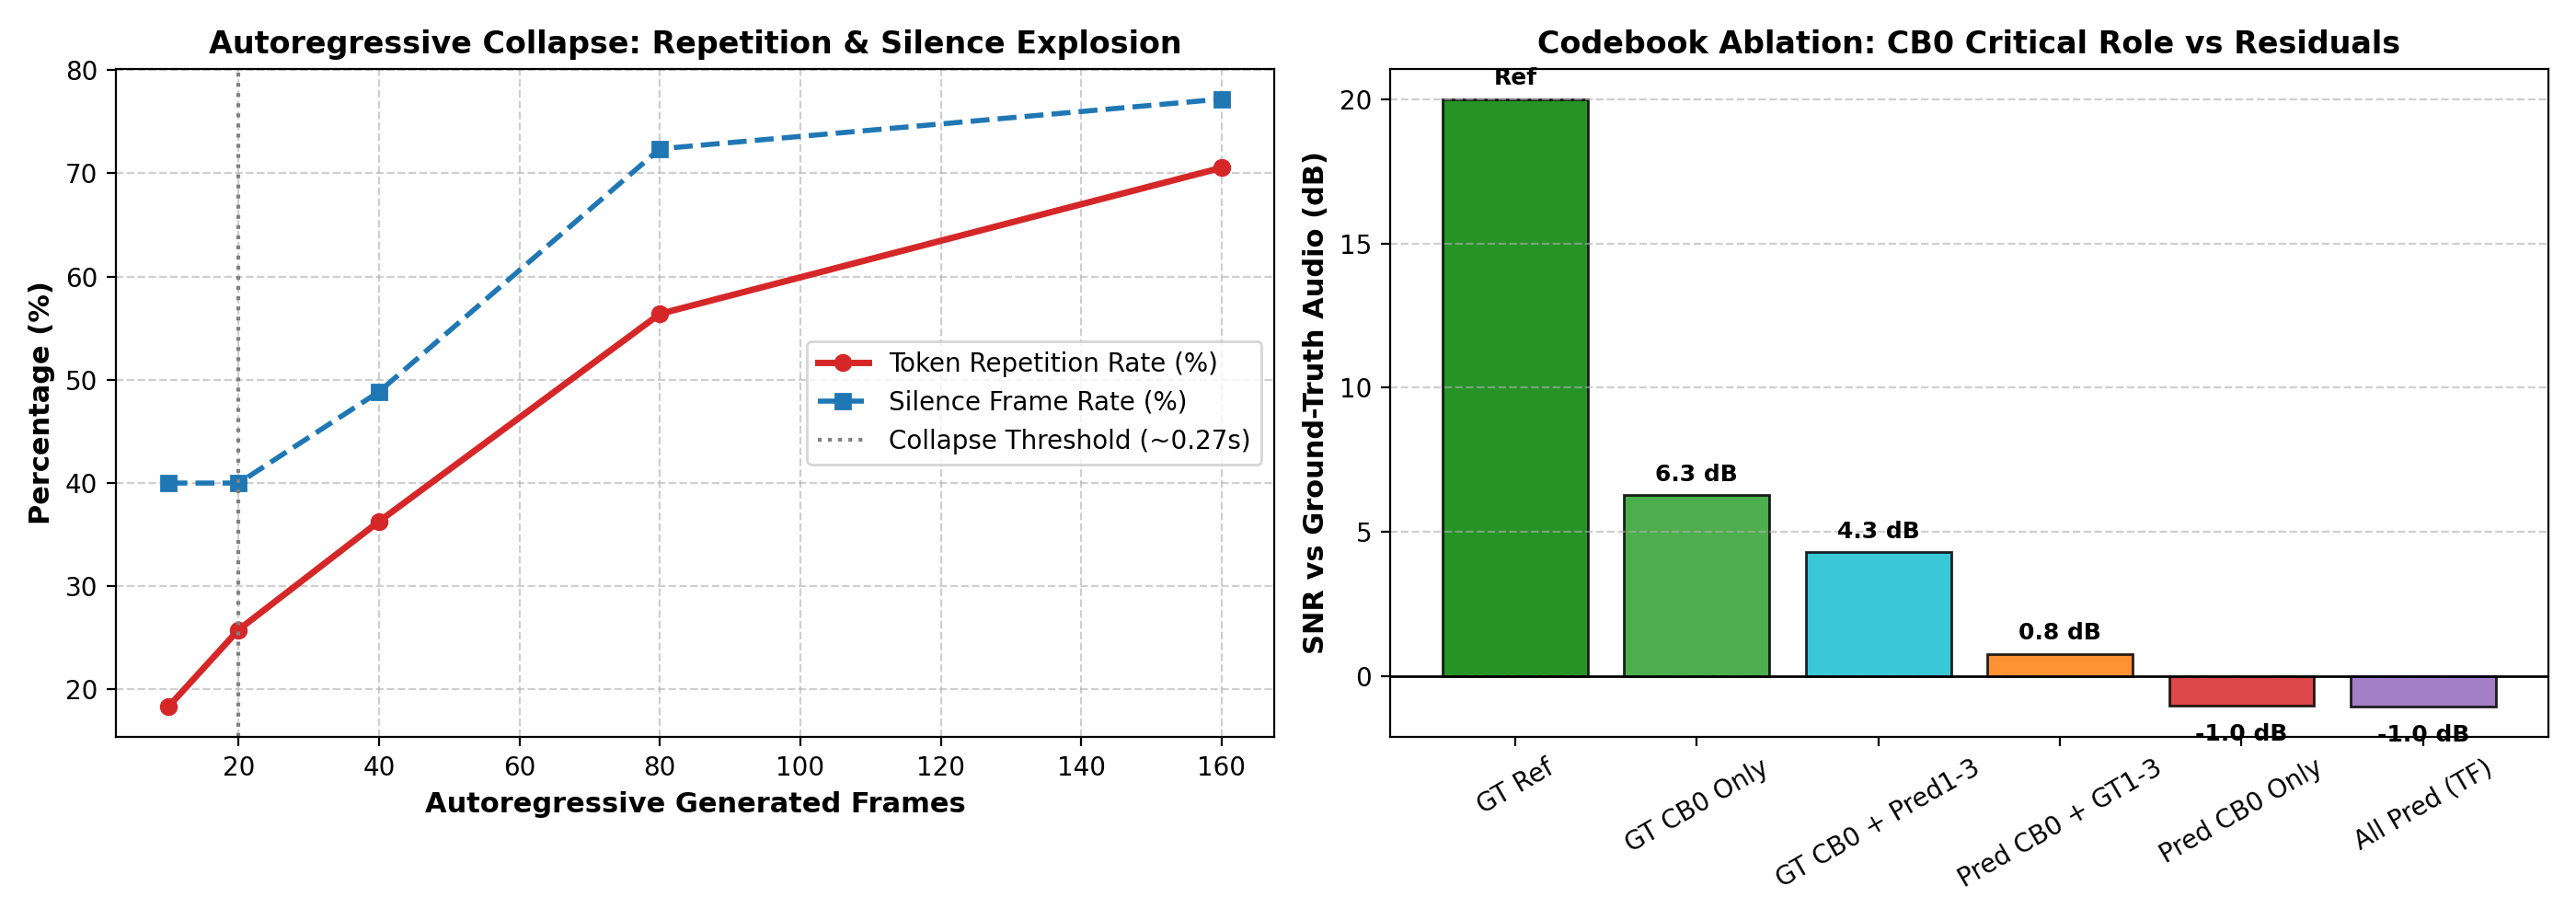 Autoregressive Collapse: Repetition & Silence Explosion
Percentage (%)
80
70
60
50
40
30
20
Token Repetition Rate (%)
Silence Frame Rate (%)
Collapse Threshold (~0.27s)
20 40 60 80 100 120 140 160
Autoregressive Generated Frames
Codebook Ablation: CB0 Critical Role vs Residuals
SNR vs Ground-Truth Audio (dB)
20
15
10
5
0
Ref
6.3 dB
4.3 dB
0.8 dB
-1.0 dB
-1.0 dB
GT Ref
GT CB0 Only
GT CB0 + Pred1-3
Pred CB0 + GT1-3
Pred CB0 Only
All Pred (TF)